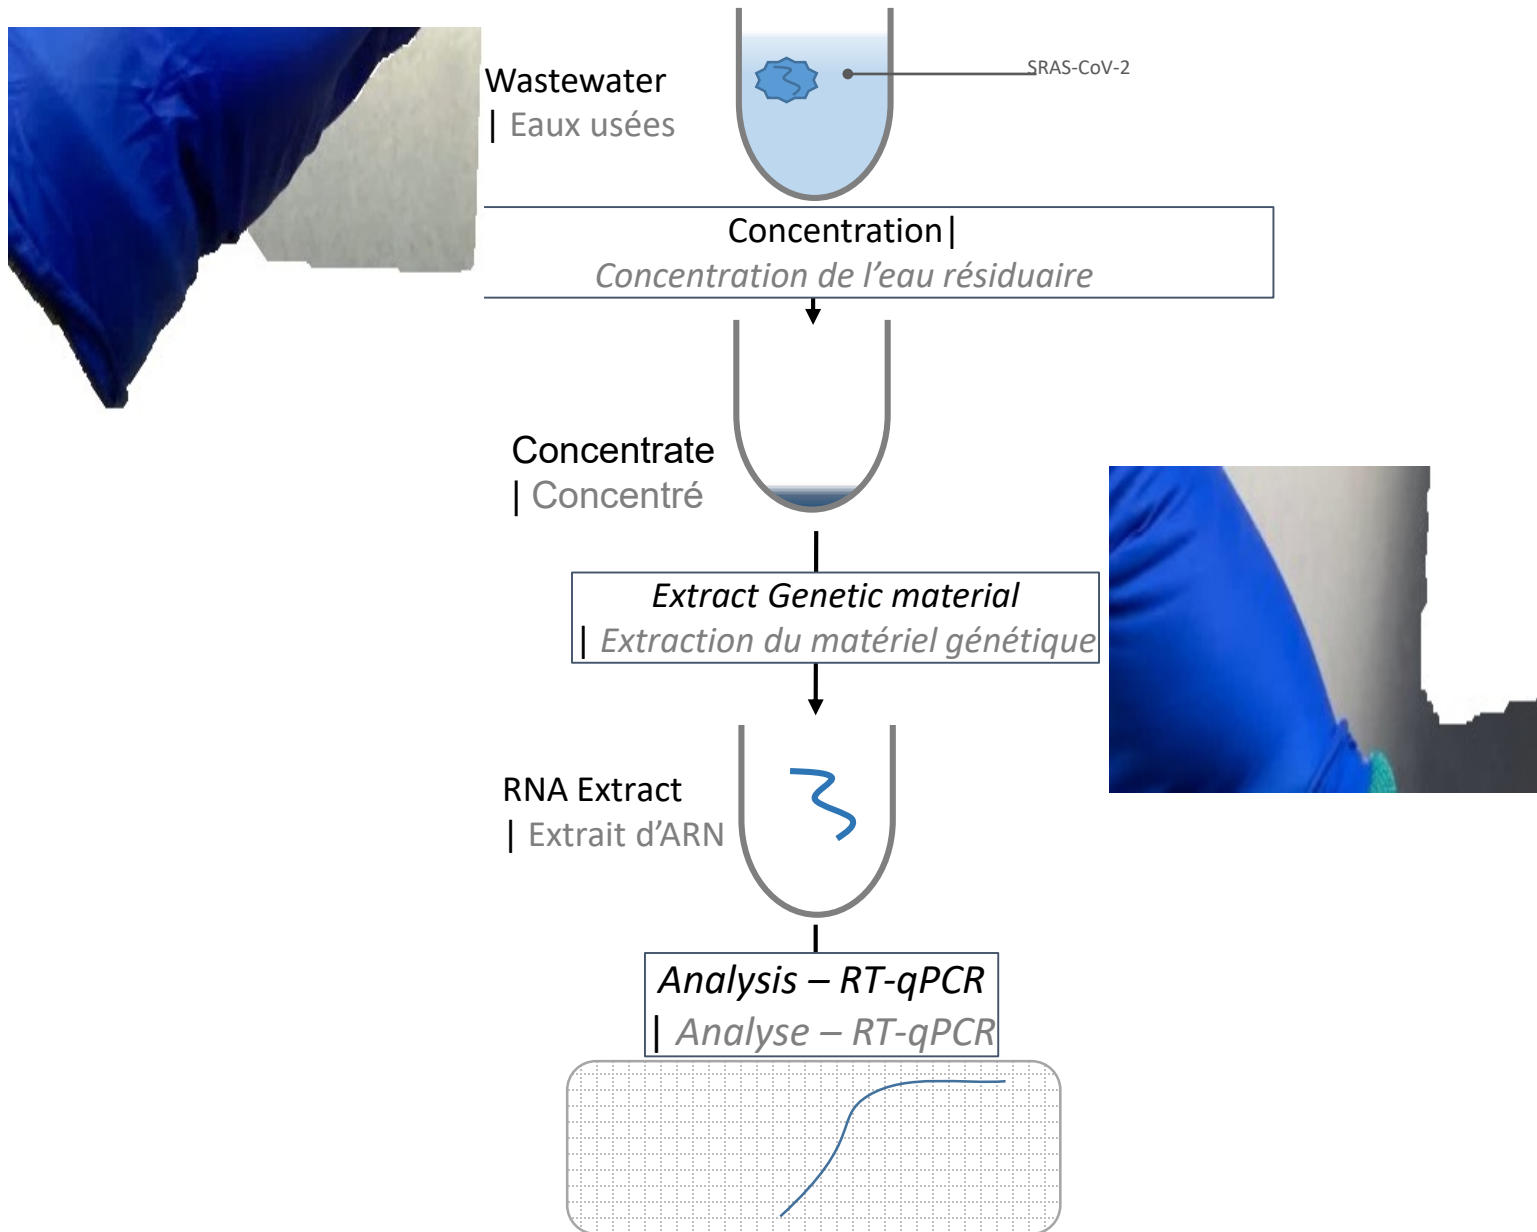 Wastewater
| Eaux usées
SRAS-CoV-2
Concentration|
Concentration de l’eau résiduaire
Concentrate
| Concentré
Extract Genetic material
| Extraction du matériel génétique
RNA Extract
| Extrait d’ARN
Analysis – RT-qPCR
| Analyse – RT-qPCR